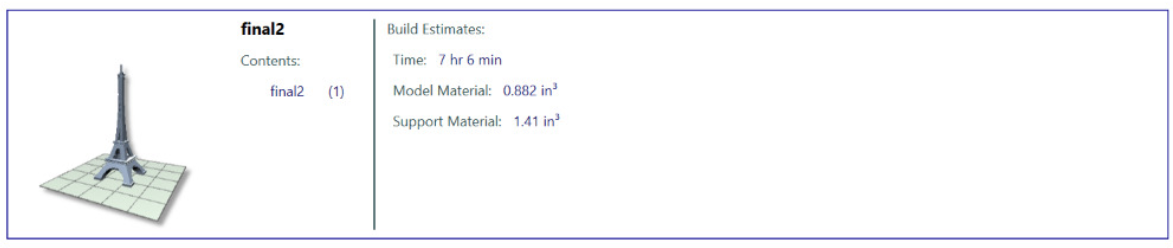 final2
Contents:
final2 (1)
Build Estimates:
Time: 7 hr 6 min
Model Material: 0.882 in³
Support Material: 1.41 in³